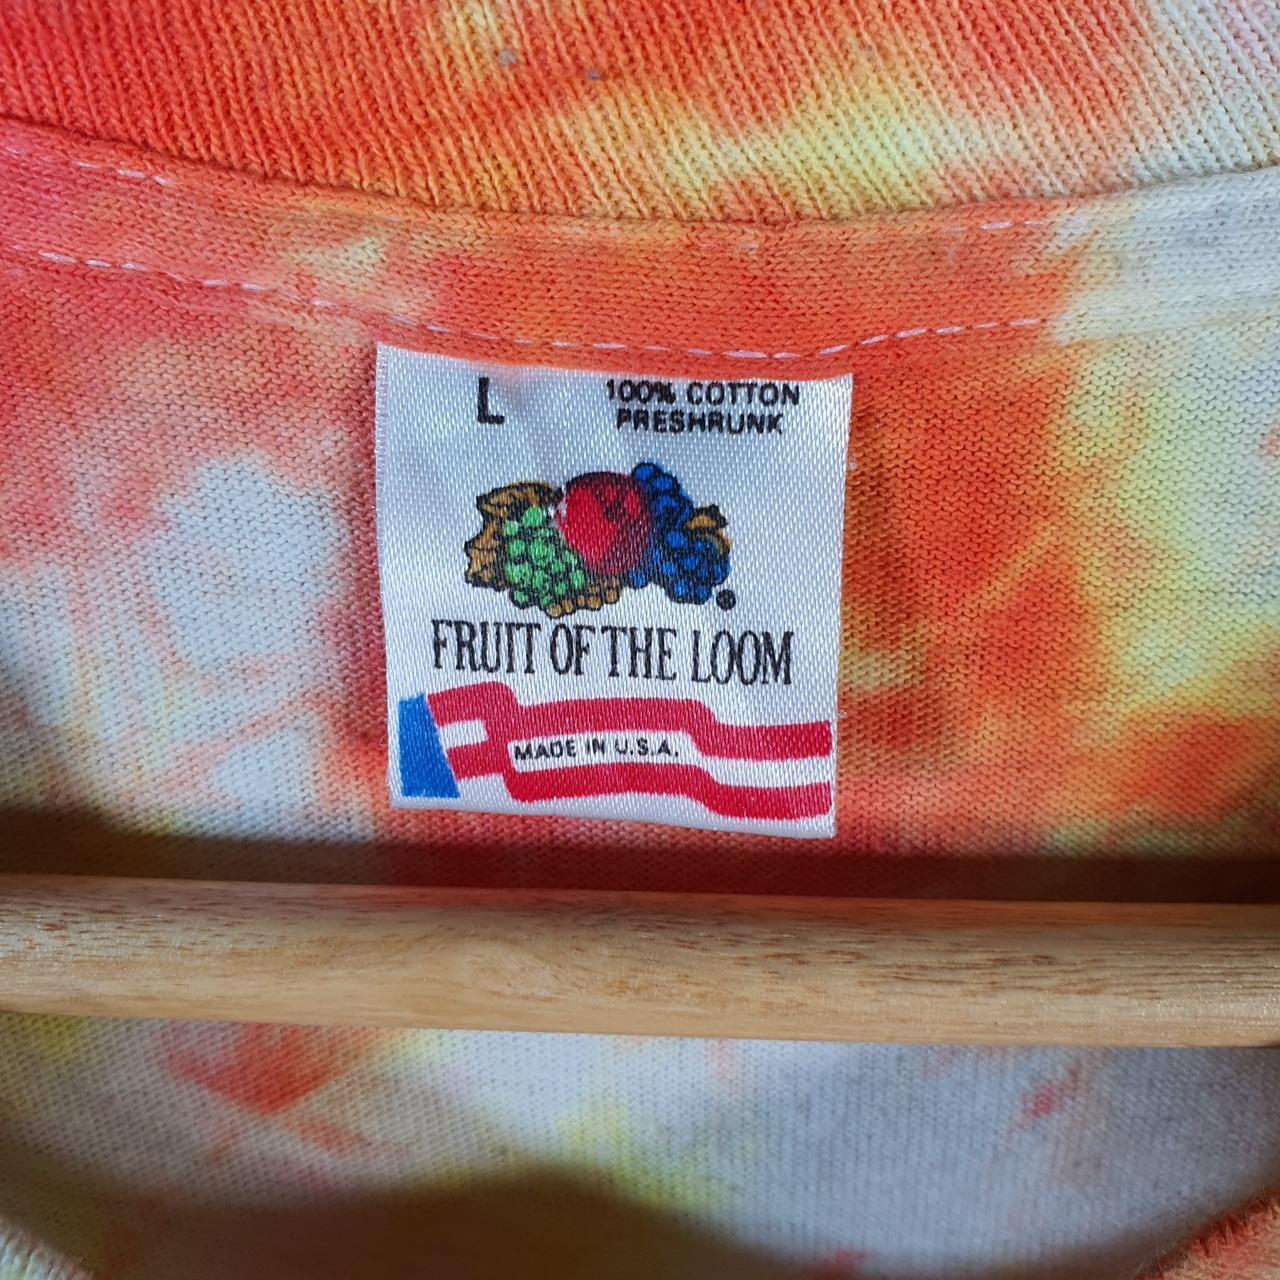 L
100% COTTON
PRESHRUNK
®
FRUIT OF THE LOOM
MADE IN U.S.A.